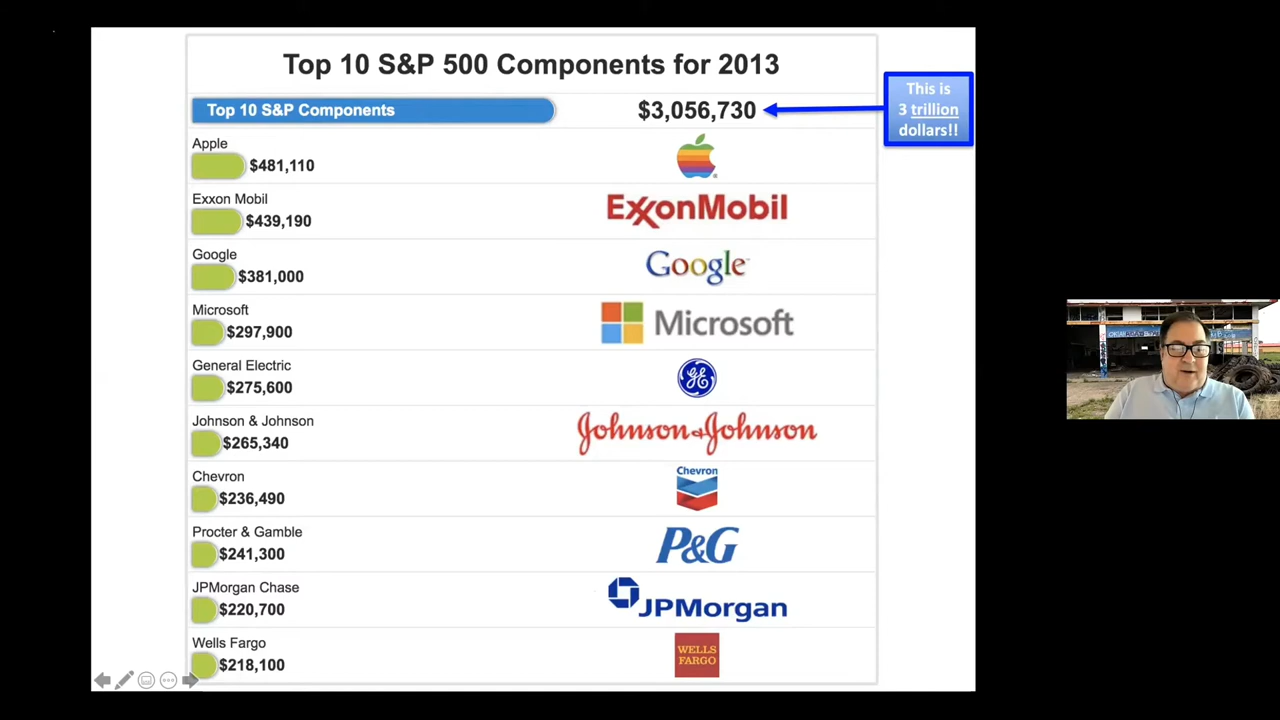 Top 10 S&P 500 Components for 2013
Top 10 S&P Components
$3,056,730
This is
3 trillion
dollars!!
Apple
$481,110
Exxon Mobil
$439,190
ExxonMobil
Google
$381,000
Google
Microsoft
$297,900
Microsoft
General Electric
$275,600
GE
Johnson & Johnson
$265,340
Johnson & Johnson
Chevron
$236,490
Chevron
Procter & Gamble
$241,300
P&G
JPMorgan Chase
$220,700
JPMorgan
Wells Fargo
$218,100
WELLS
FARGO